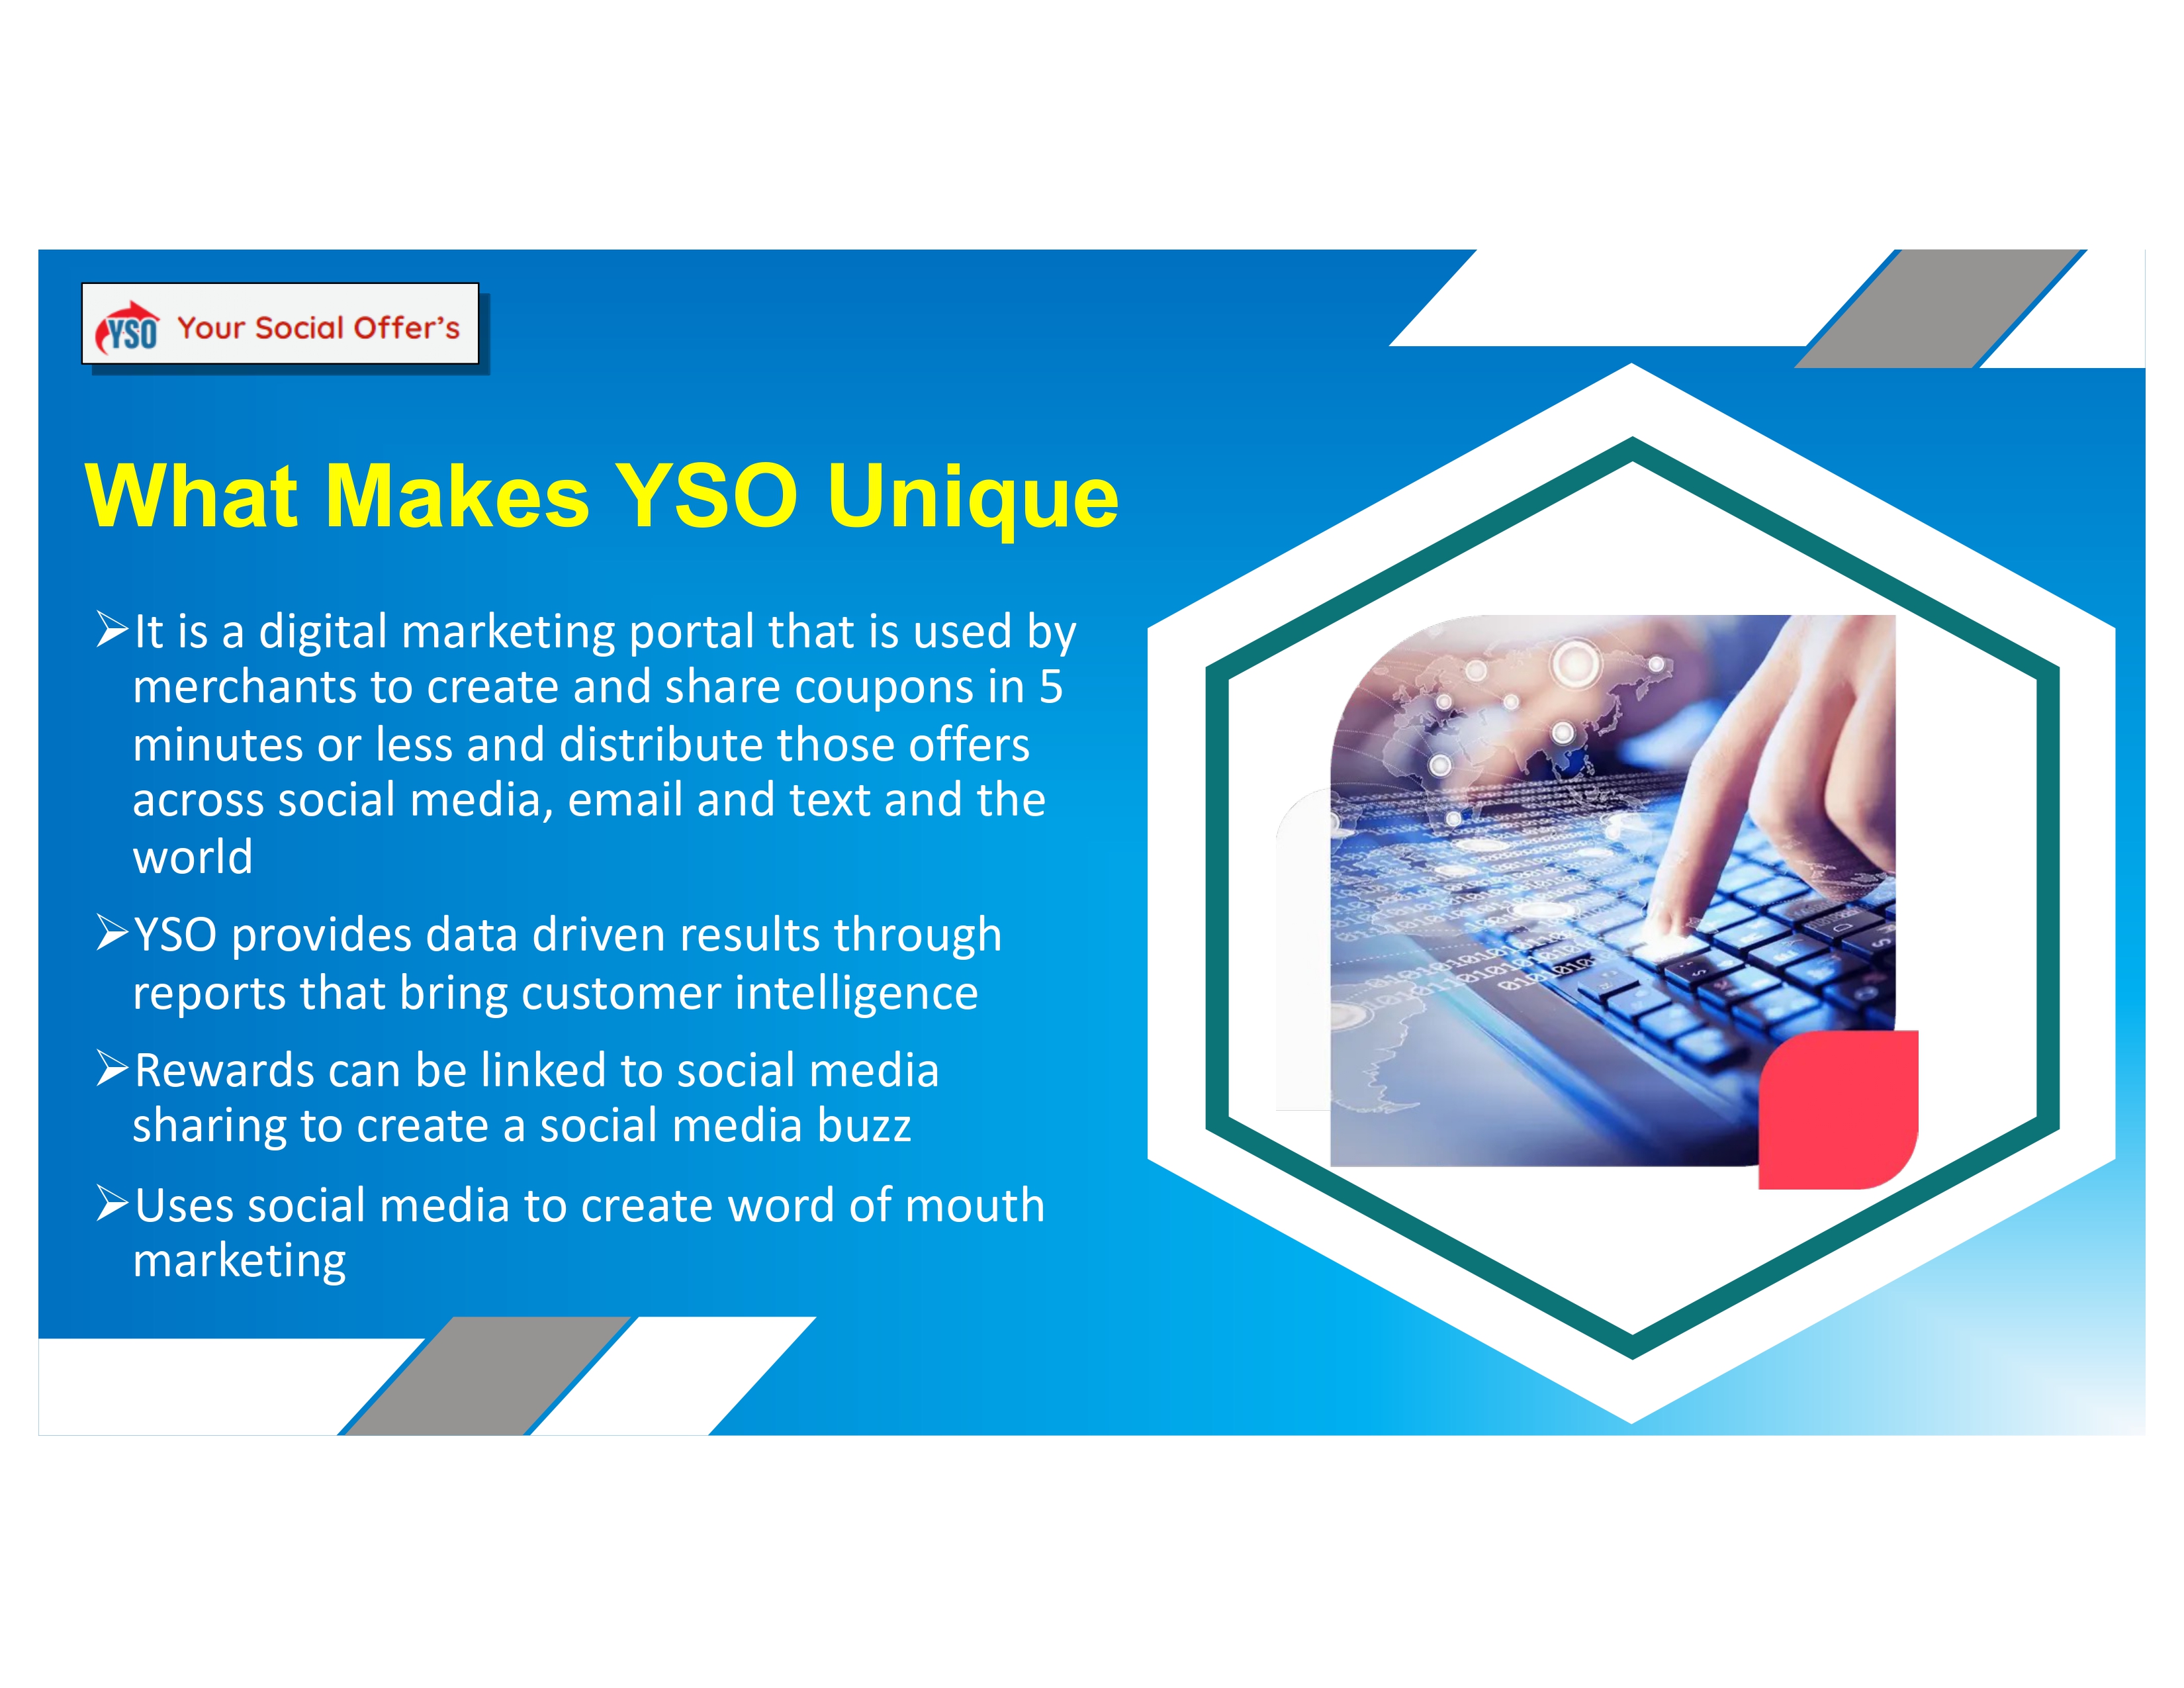 YSO Your Social Offer's
What Makes YSO Unique
➢It is a digital marketing portal that is used by
merchants to create and share coupons in 5
minutes or less and distribute those offers
across social media, email and text and the
world
➢YSO provides data driven results through
reports that bring customer intelligence
➢Rewards can be linked to social media
sharing to create a social media buzz
➢Uses social media to create word of mouth
marketing